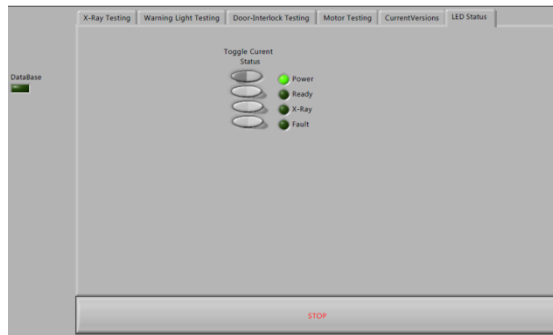 X-Ray Testing
Warning Light Testing
Door-Interlock Testing
Motor Testing
CurrentVersions
LED Status
Toggle Curent
Status
DataBase
Power
Ready
X-Ray
Fault
STOP